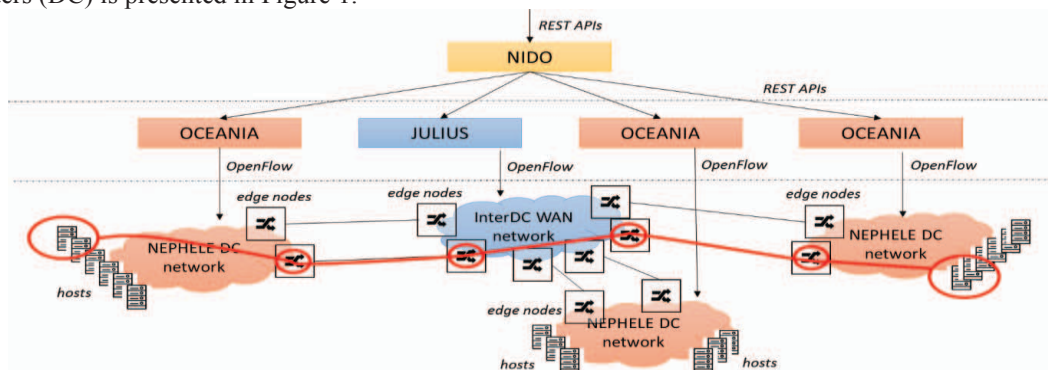 ers (DC) is presented in Figure 1.
REST APIs
NIDO
REST APIs
OCEANIA
JULIUS
OCEANIA
OCEANIA
OpenFlow
OpenFlow
OpenFlow
OpenFlow
edge nodes
edge nodes
edge nodes
InterDC WAN
network
NEPHELE DC
network
NEPHELE DC
network
hosts
edge nodes
NEPHELE DC
network
hosts
hosts